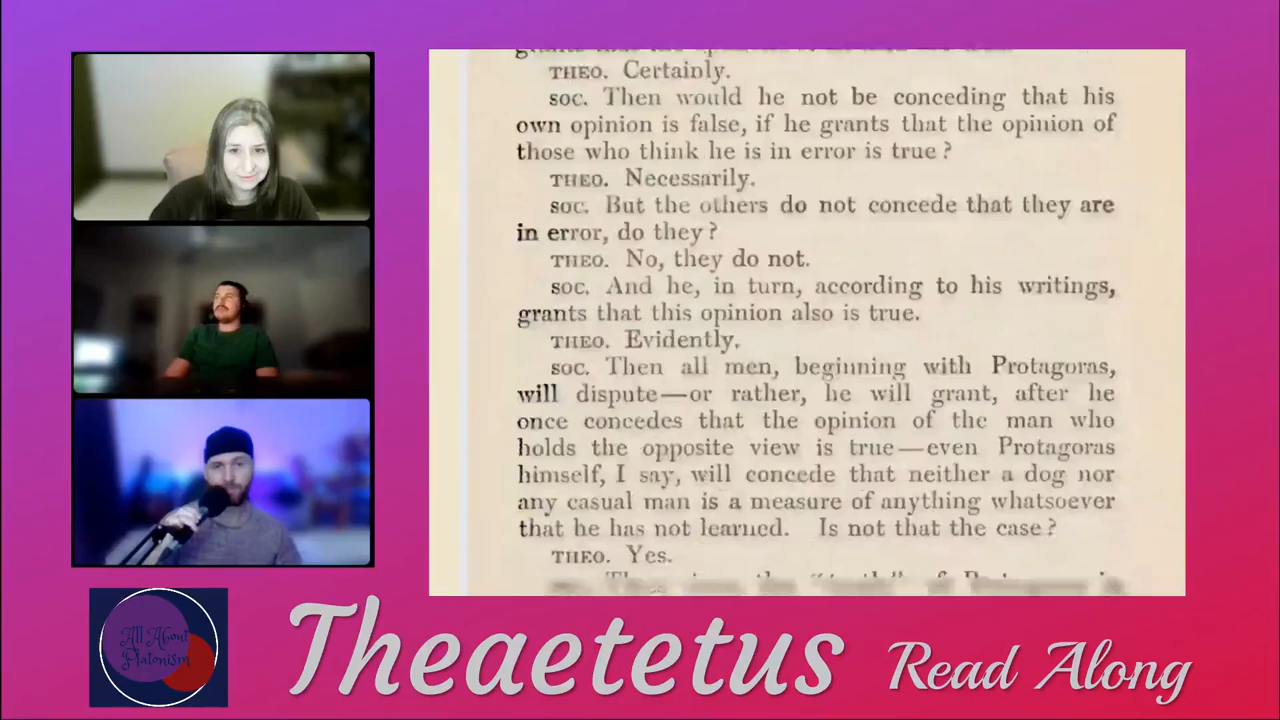 THEO. Certainly.
SOC. Then would he not be conceding that his
own opinion is false, if he grants that the opinion of
those who think he is in error is true?
THEO. Necessarily.
SOC. But the others do not concede that they are
in error, do they?
THEO. No, they do not.
SOC. And he, in turn, according to his writings,
grants that this opinion also is true.
THEO. Evidently.
SOC. Then all men, beginning with Protagoras,
will dispute—or rather, he will grant, after he
once concedes that the opinion of the man who
holds the opposite view is true—even Protagoras
himself, I say, will concede that neither a dog nor
any casual man is a measure of anything whatsoever
that he has not learned. Is not that the case?
THEO. Yes.
All About
Platonism
Theaetetus Read Along